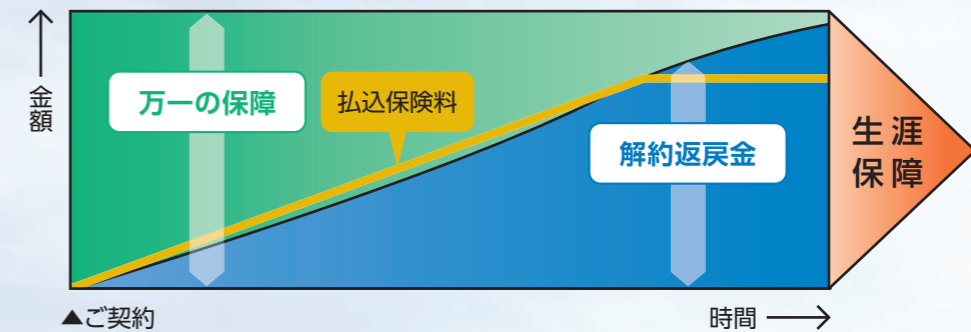 金額
万一の保障
払込保険料
解約返戻金
生涯
保障
▲ご契約
時間